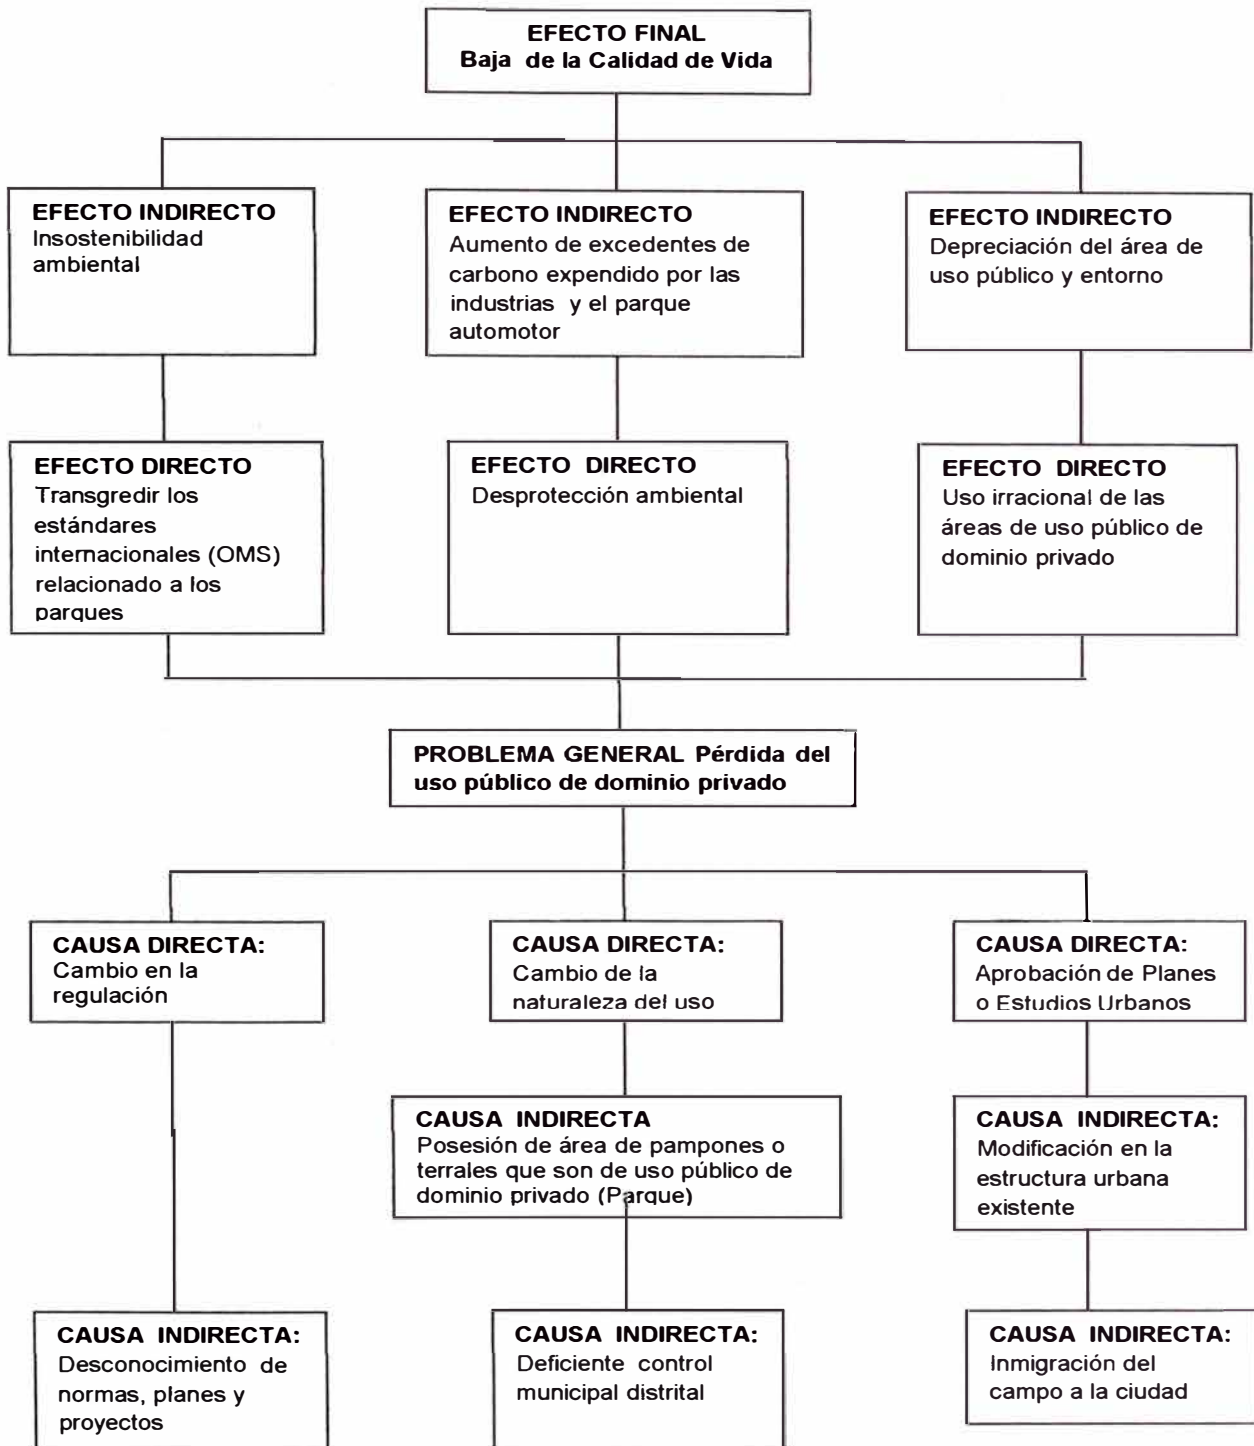 EFECTO FINAL
Baja de la Calidad de Vida
EFECTO INDIRECTO
Insostenibilidad
ambiental
EFECTO INDIRECTO
Aumento de excedentes de
carbono expendido por las
industrias y el parque
automotor
EFECTO INDIRECTO
Depreciación del área de
uso público y entorno
EFECTO DIRECTO
Transgredir los
estándares
internacionales (OMS)
relacionado a los
parques
EFECTO DIRECTO
Desprotección ambiental
EFECTO DIRECTO
Uso irracional de las
áreas de uso público de
dominio privado
PROBLEMA GENERAL Pérdida del
uso público de dominio privado
CAUSA DIRECTA:
Cambio en la
regulación
CAUSA DIRECTA:
Cambio de la
naturaleza del uso
CAUSA DIRECTA:
Aprobación de Planes
o Estudios Urbanos
CAUSA INDIRECTA
Posesión de área de pampones o
terrales que son de uso público de
dominio privado (Parque)
CAUSA INDIRECTA:
Modificación en la
estructura urbana
existente
CAUSA INDIRECTA:
Desconocimiento de
normas, planes y
proyectos
CAUSA INDIRECTA:
Deficiente control
municipal distrital
CAUSA INDIRECTA:
Inmigración del
campo a la ciudad